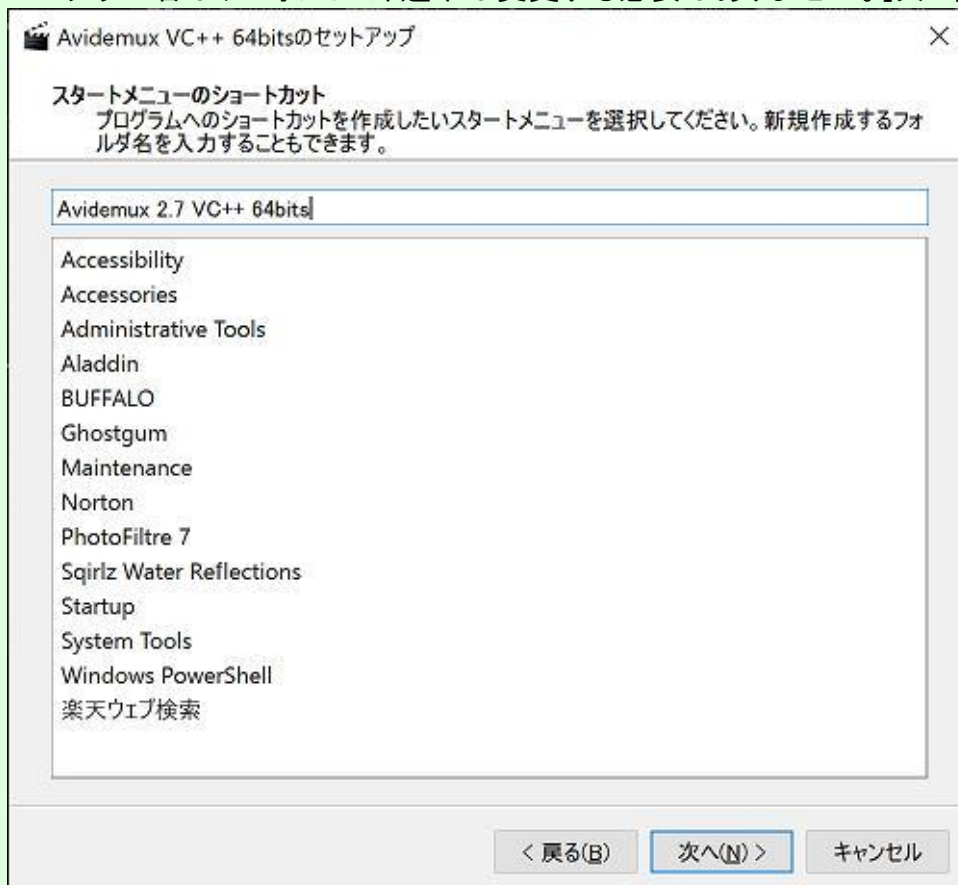 Avidemux VC++ 64bitsのセットアップ
スタートメニューのショートカット
プログラムへのショートカットを作成したいスタートメニューを選択してください。新規作成するフォ
ルダ名を入力することもできます。
Avidemux 2.7 VC++ 64bits
Accessibility
Accessories
Administrative Tools
Aladdin
BUFFALO
Ghostgum
Maintenance
Norton
PhotoFiltre 7
Sqirlz Water Reflections
Startup
System Tools
Windows PowerShell
楽天ウェブ検索
< 戻る(B) 次へ(N) > キャンセル